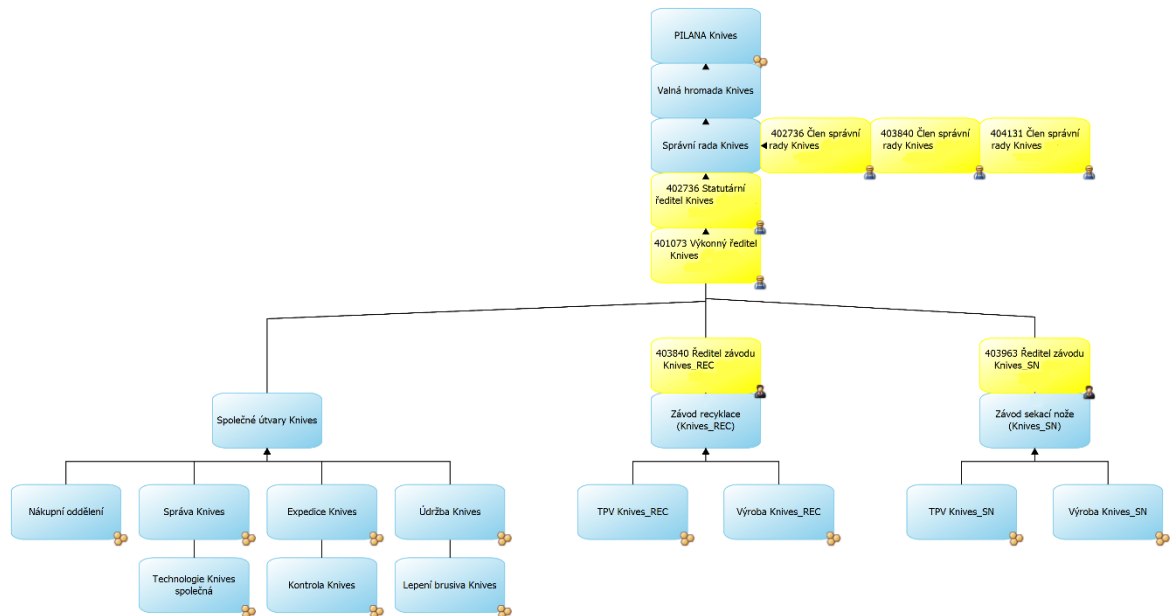 PILANA Knives
Valná hromada Knives
Správní rada Knives
402736 Člen správní
rady Knives
403840 Člen správní
rady Knives
404131 Člen správní
rady Knives
402736 Statutární
ředitel Knives
401073 Výkonný ředitel
Knives
403840 Ředitel závodu
Knives_REC
403963 Ředitel závodu
Knives_SN
Společné útvary Knives
Závod recyklace
(Knives_REC)
Závod sekací nože
(Knives_SN)
Nákupní oddělení
Správa Knives
Expedice Knives
Údržba Knives
TPV Knives_REC
Výroba Knives_REC
TPV Knives_SN
Výroba Knives_SN
Technologie Knives
společná
Kontrola Knives
Lepení brusiva Knives